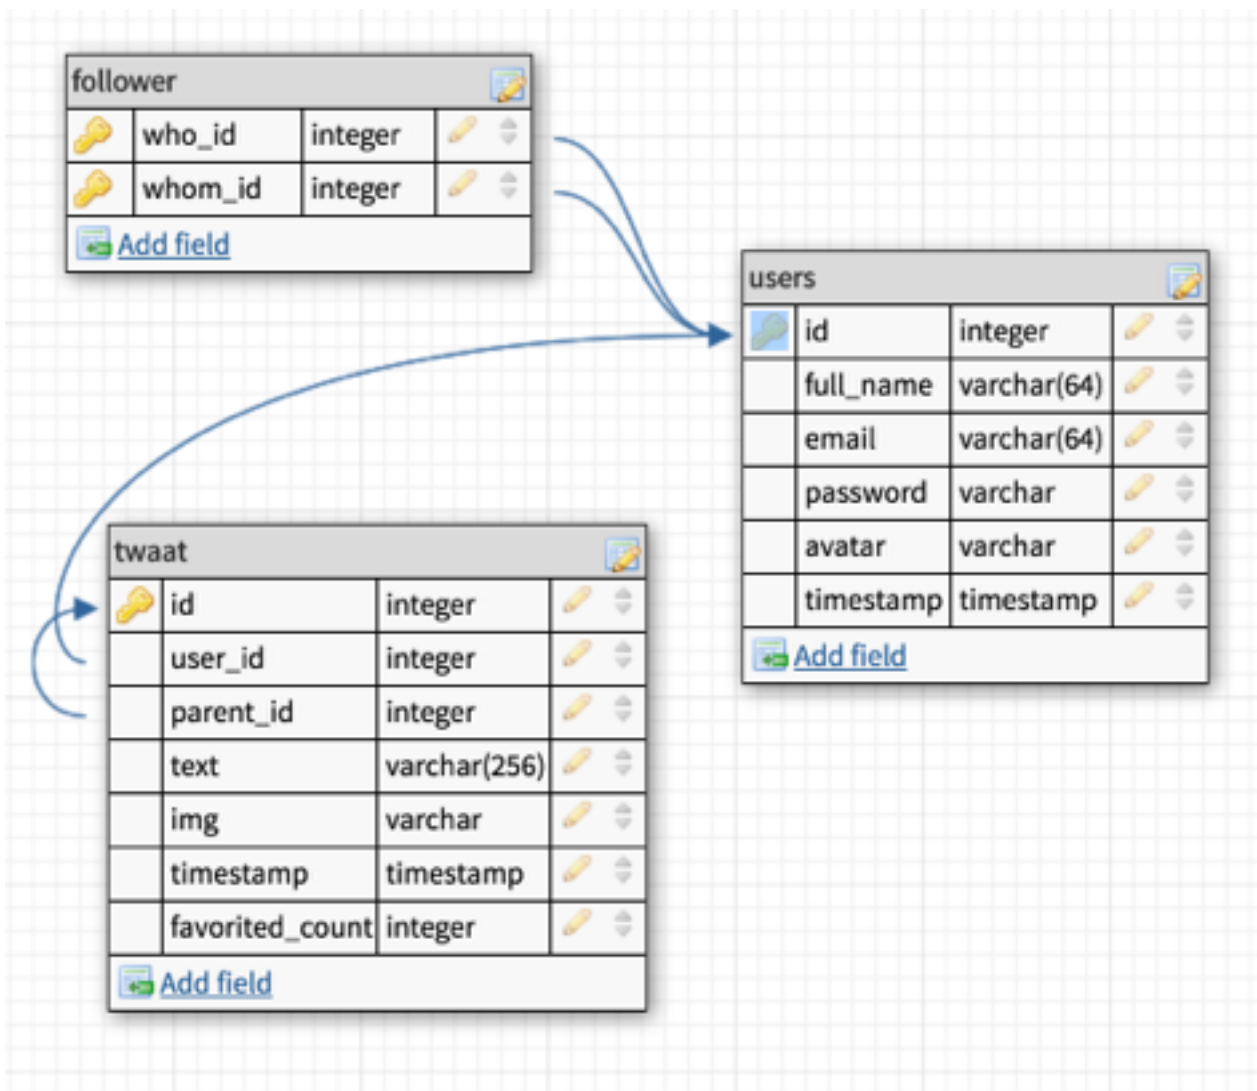 follower
who_id integer
whom_id integer
Add field
users
id integer
full_name varchar(64)
email varchar(64)
password varchar
avatar varchar
timestamp timestamp
Add field
twaat
id integer
user_id integer
parent_id integer
text varchar(256)
img varchar
timestamp timestamp
favorited_count integer
Add field